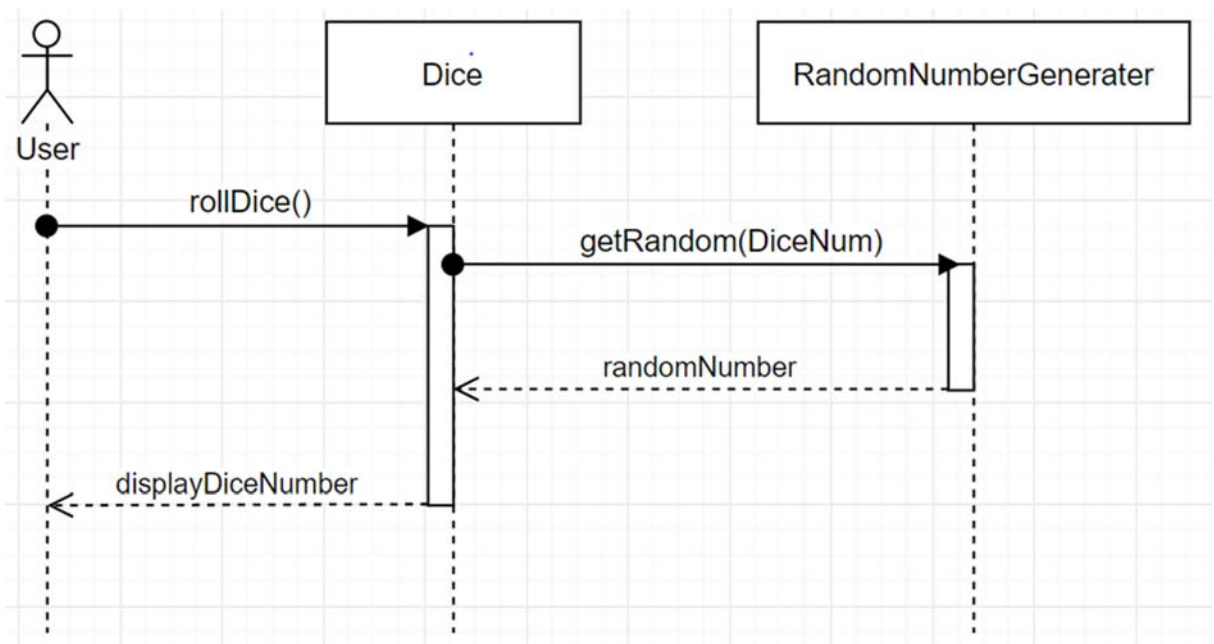 Dice
RandomNumberGenerater
User
rollDice()
getRandom(DiceNum)
randomNumber
displayDiceNumber